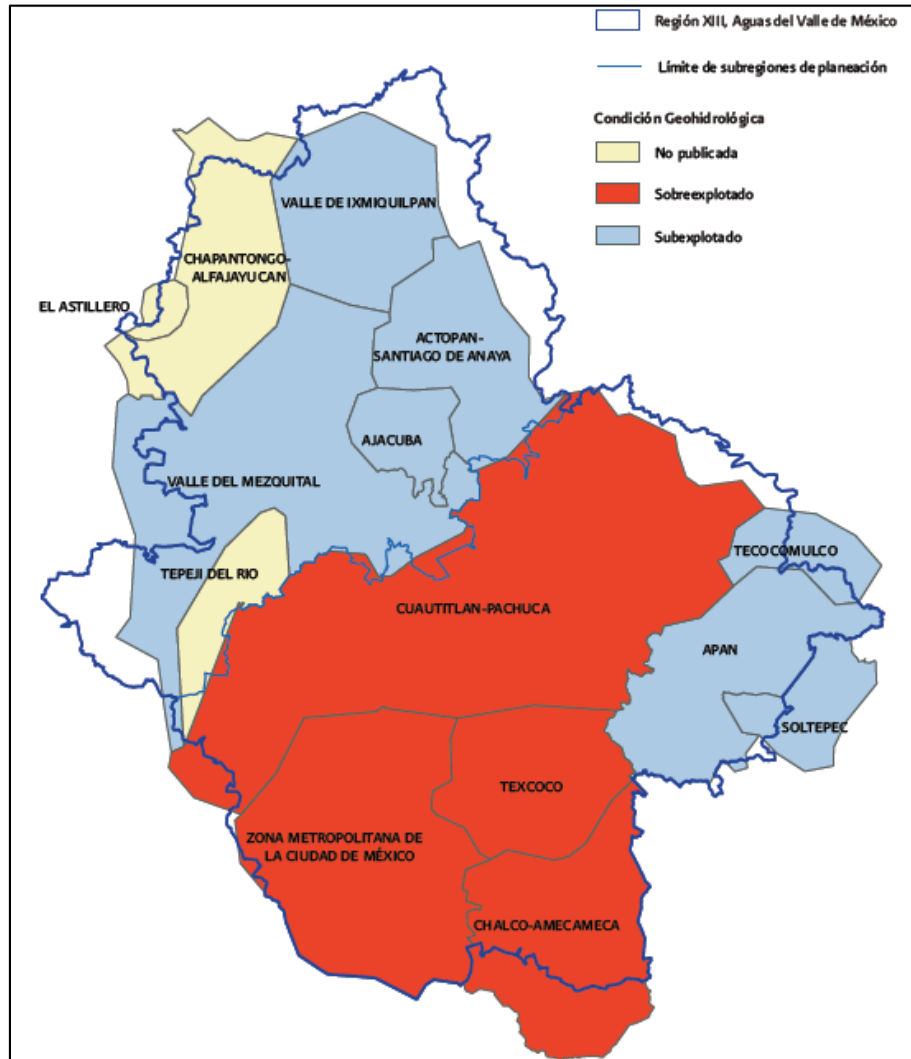 Región XIII, Aguas del Valle de México
Límite de subregiones de planeación
Condición Geohidrológica
No publicada
Sobreexplotado
Subexplotado
VALLE DE IXMIQUILPAN
CHAPANTONGO-
ALFAJAYUCAN
EL ASTILLERO
ACTOPAN-
SANTIAGO DE ANAYA
AJACUBA
VALLE DEL MEZQUITAL
TECOCOMULCO
TEPEJI DEL RIO
CUAUTITLAN-PACHUCA
APAN
SOLTEPEC
TEXCOCO
ZONA METROPOLITANA DE
LA CIUDAD DE MÉXICO
CHALCO-AMECAMECA